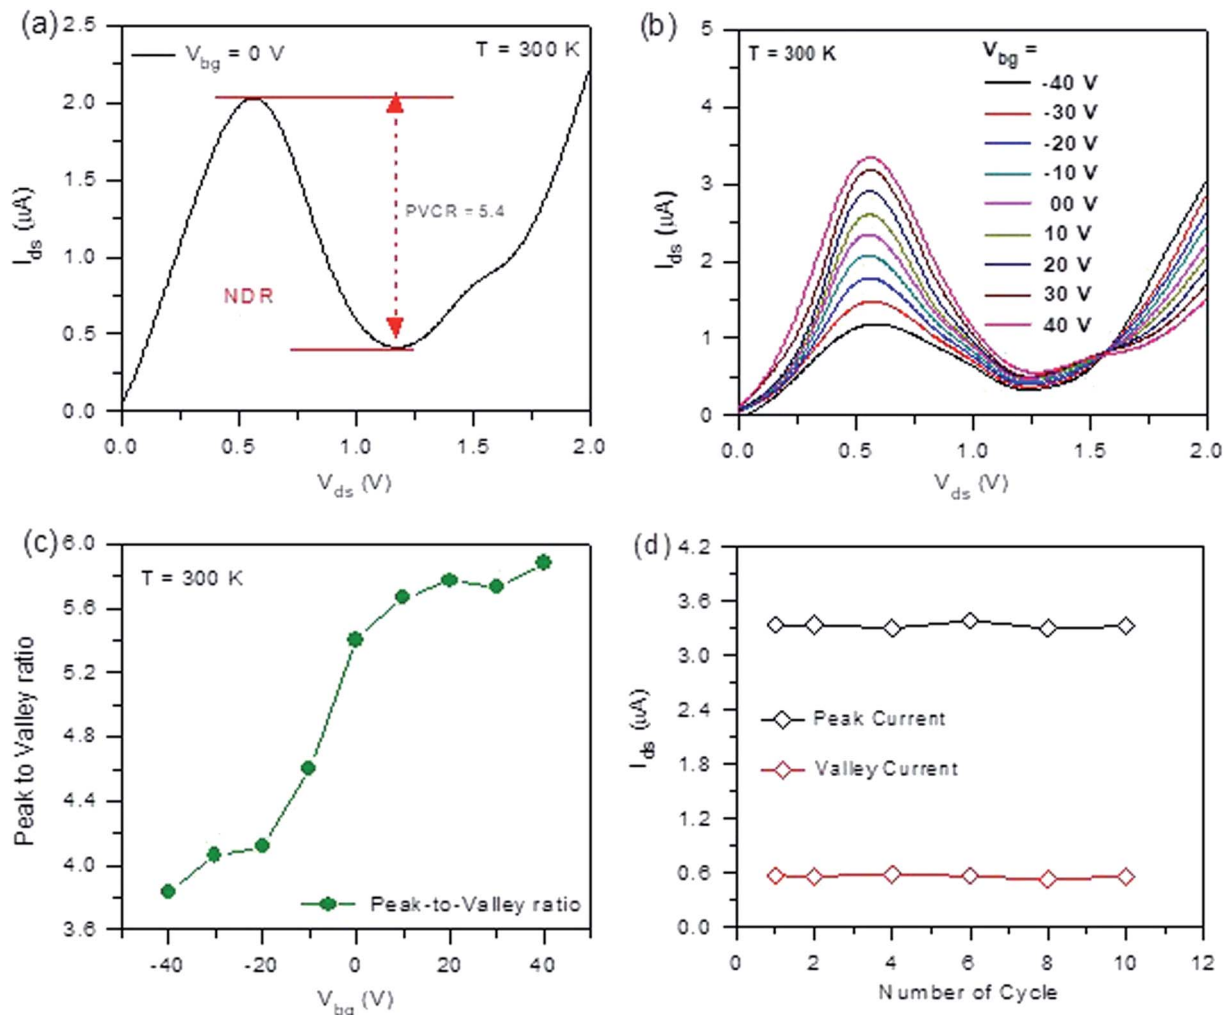 (a)
2.5
2.0
1.5
1.0
0.5
0.0
I_ds (μA)
V_bg = 0 V
T = 300 K
PVCR = 5.4
NDR
0.0 0.5 1.0 1.5 2.0
V_ds (V)
(b)
5
4
3
2
1
0
I_ds (μA)
T = 300 K
V_bg =
-40 V
-30 V
-20 V
-10 V
00 V
10 V
20 V
30 V
40 V
0.0 0.5 1.0 1.5 2.0
V_ds (V)
(c)
6.0
5.6
5.2
4.8
4.4
4.0
3.6
Peak to Valley ratio
T = 300 K
Peak-to-Valley ratio
-40 -20 0 20 40
V_bg (V)
(d)
4.2
3.6
3.0
2.4
1.8
1.2
0.6
0.0
I_ds (μA)
Peak Current
Valley Current
0 2 4 6 8 10 12
Number of Cycle